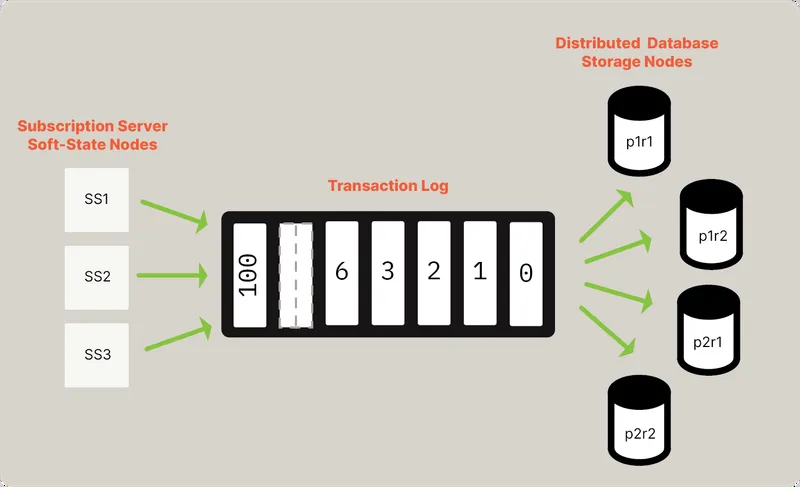 Distributed Database
Storage Nodes
Subscription Server
Soft-State Nodes
Transaction Log
SS1
SS2
SS3
100
6
3
2
1
0
p1r1
p1r2
p2r1
p2r2